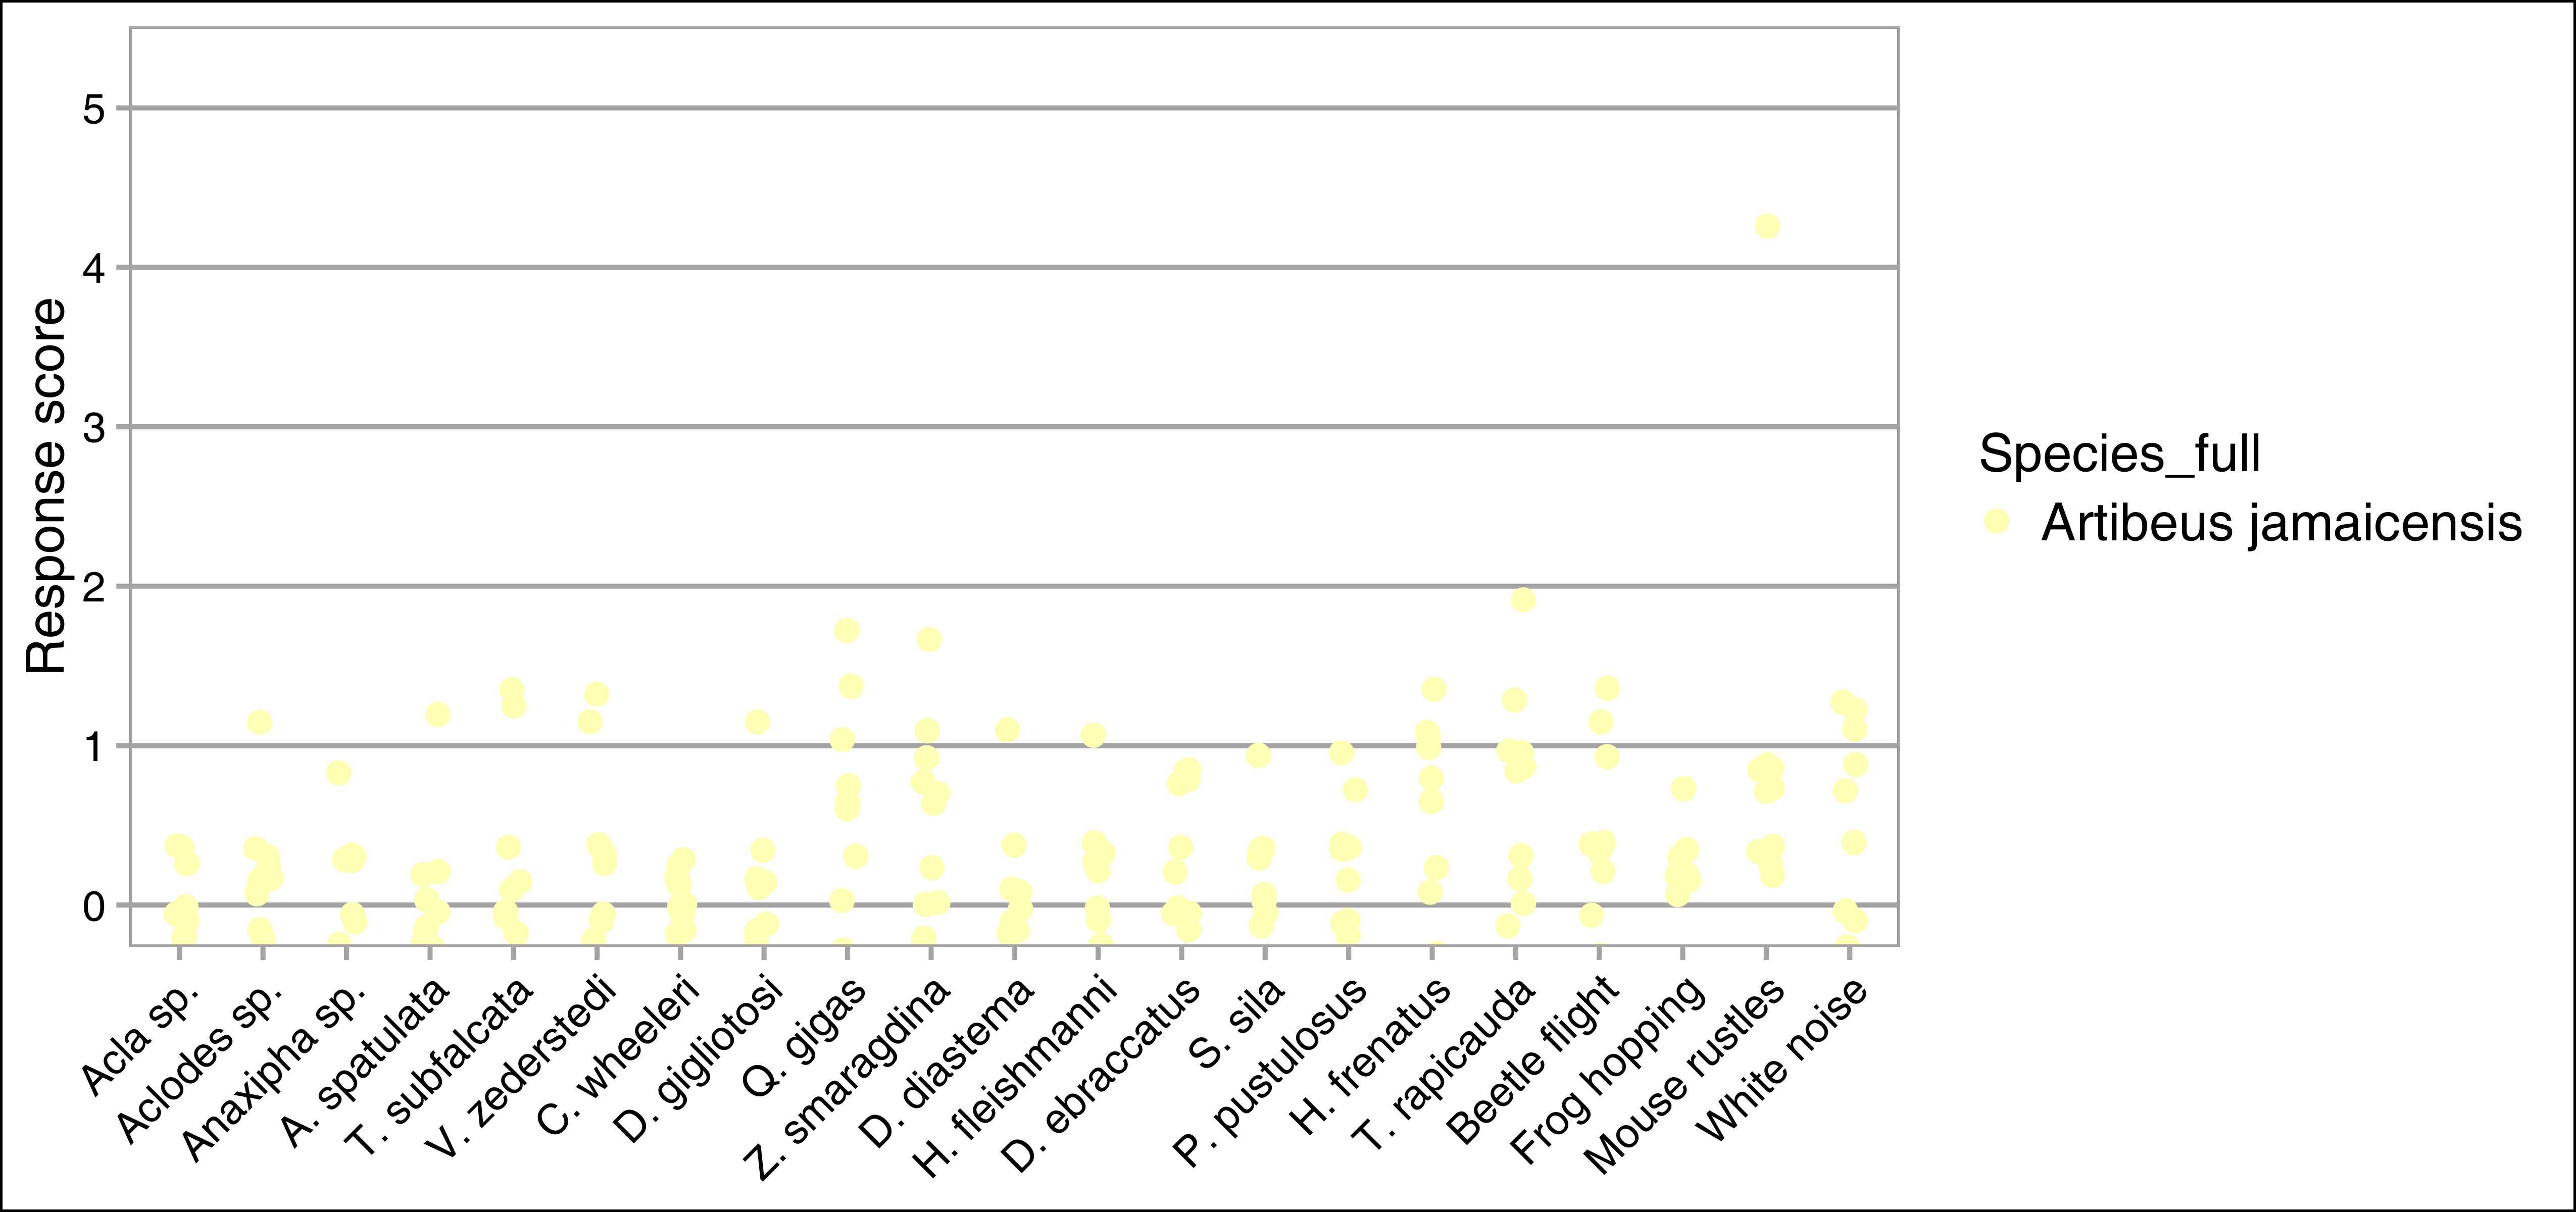 Response score
5
4
3
2
1
0
Acla sp.
Aclodes sp.
Anaxipha sp.
A. spatulata
T. subfalcata
V. zederstedi
C. wheeleri
D. gigliotosi
Q. gigas
Z. smaragdina
D. diastema
H. fleishmanni
D. ebraccatus
S. sila
P. pustulosus
H. frenatus
T. rapicauda
Beetle flight
Frog hopping
Mouse rustles
White noise
Species_full
Artibeus jamaicensis